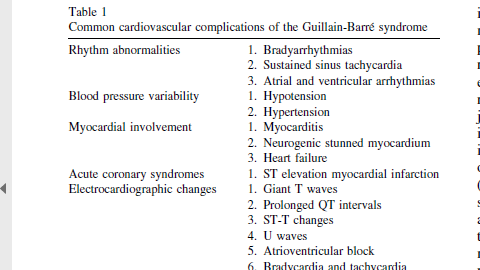 Table 1
Common cardiovascular complications of the Guillain-Barré syndrome
Rhythm abnormalities 1. Bradyarrhythmias
2. Sustained sinus tachycardia
3. Atrial and ventricular arrhythmias
Blood pressure variability 1. Hypotension
2. Hypertension
Myocardial involvement 1. Myocarditis
2. Neurogenic stunned myocardium
3. Heart failure
Acute coronary syndromes 1. ST elevation myocardial infarction
Electrocardiographic changes 1. Giant T waves
2. Prolonged QT intervals
3. ST-T changes
4. U waves
5. Atrioventricular block
6. Bradycardia and tachycardia